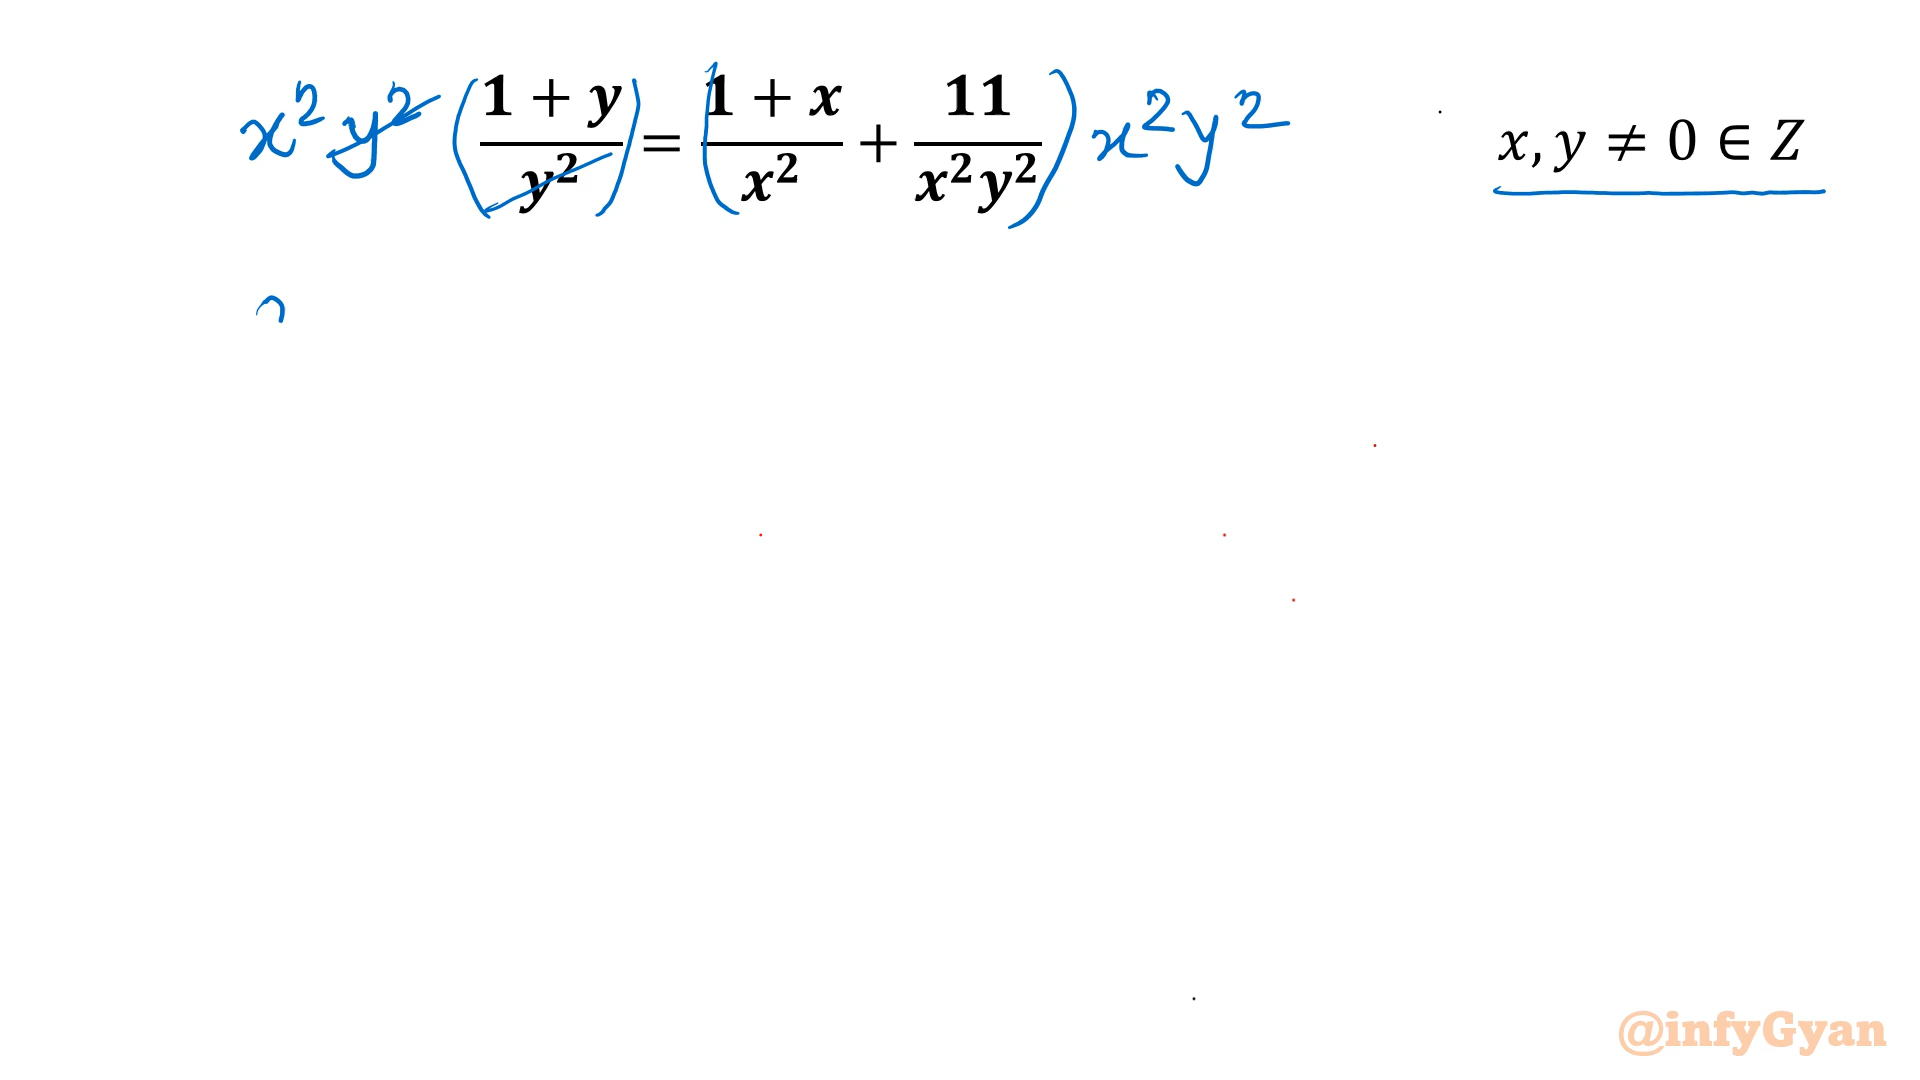 x²y² ( (1 + y)/y² ) = ( (1 + x)/x² + 11/(x²y²) ) x²y²
x, y ≠ 0 ∈ Z
@infyGyan